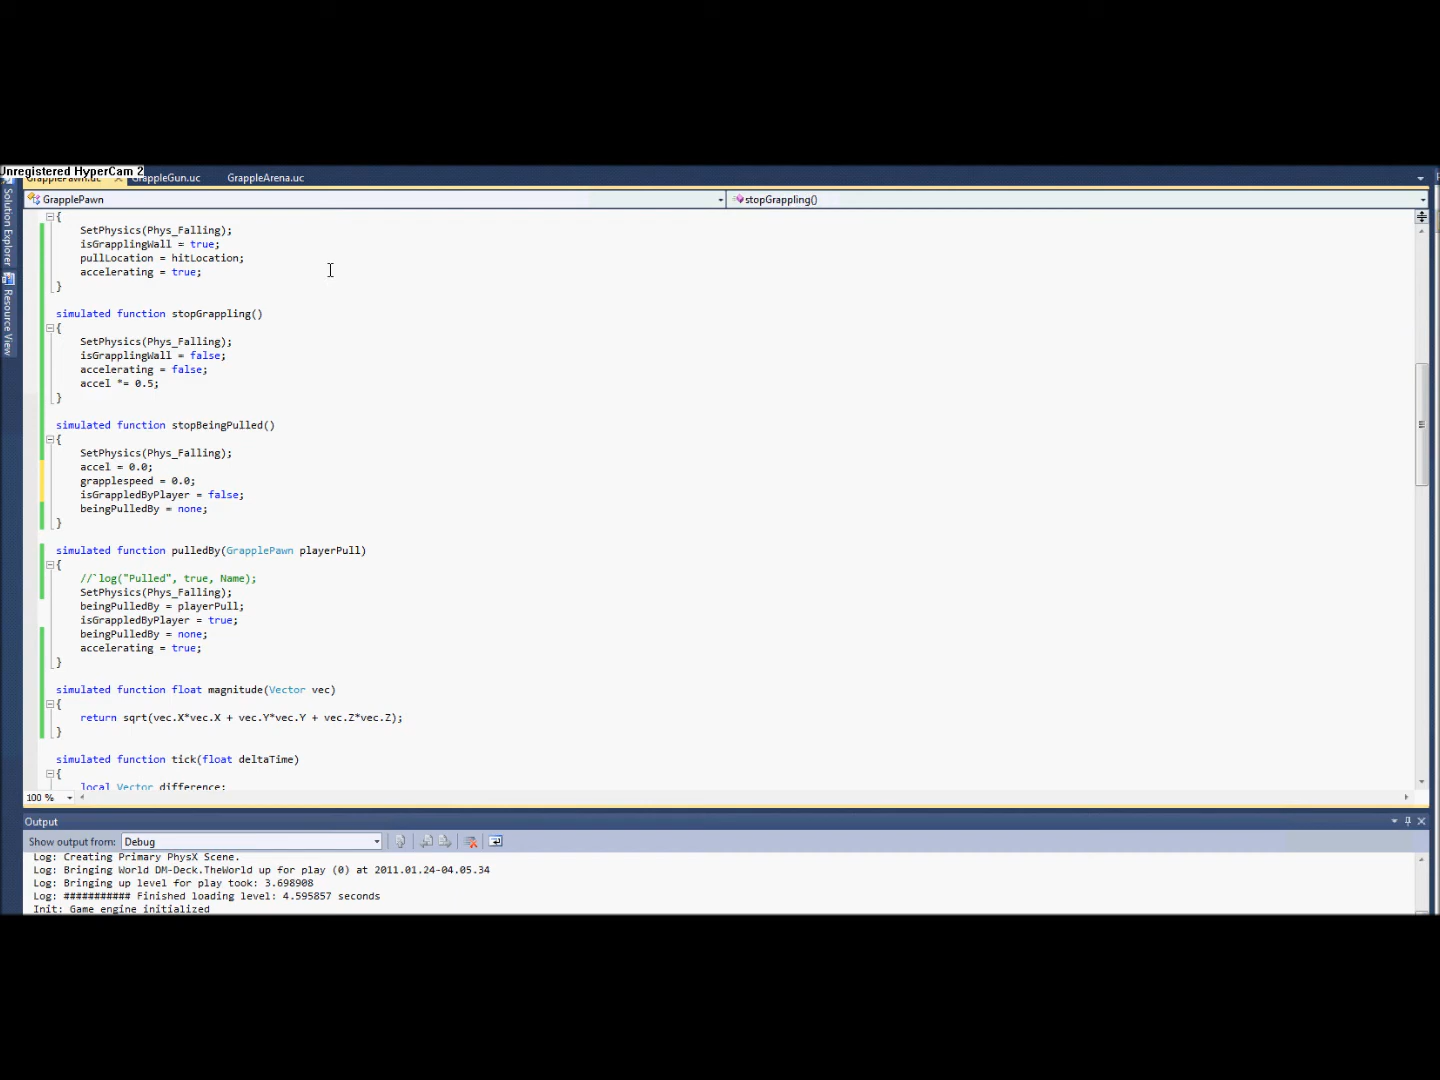 Unregistered HyperCam 2
GrapplePawn.uc GrappleGun.uc GrappleArena.uc
Solution Explorer
Resource View
GrapplePawn stopGrappling()
{
SetPhysics(Phys_Falling);
isGrapplingWall = true;
pullLocation = hitLocation;
accelerating = true;
}
simulated function stopGrappling()
{
SetPhysics(Phys_Falling);
isGrapplingWall = false;
accelerating = false;
accel *= 0.5;
}
simulated function stopBeingPulled()
{
SetPhysics(Phys_Falling);
accel = 0.0;
grapplespeed = 0.0;
isGrappledByPlayer = false;
beingPulledBy = none;
}
simulated function pulledBy(GrapplePawn playerPull)
{
//`log("Pulled", true, Name);
SetPhysics(Phys_Falling);
beingPulledBy = playerPull;
isGrappledByPlayer = true;
beingPulledBy = none;
accelerating = true;
}
simulated function float magnitude(Vector vec)
{
return sqrt(vec.X*vec.X + vec.Y*vec.Y + vec.Z*vec.Z);
}
simulated function tick(float deltaTime)
{
local Vector difference;
100 %
Output
Show output from: Debug
Log: Creating Primary PhysX Scene.
Log: Bringing World DM-Deck.TheWorld up for play (0) at 2011.01.24-04.05.34
Log: Bringing up level for play took: 3.698908
Log: ########### Finished loading level: 4.595857 seconds
Init: Game engine initialized